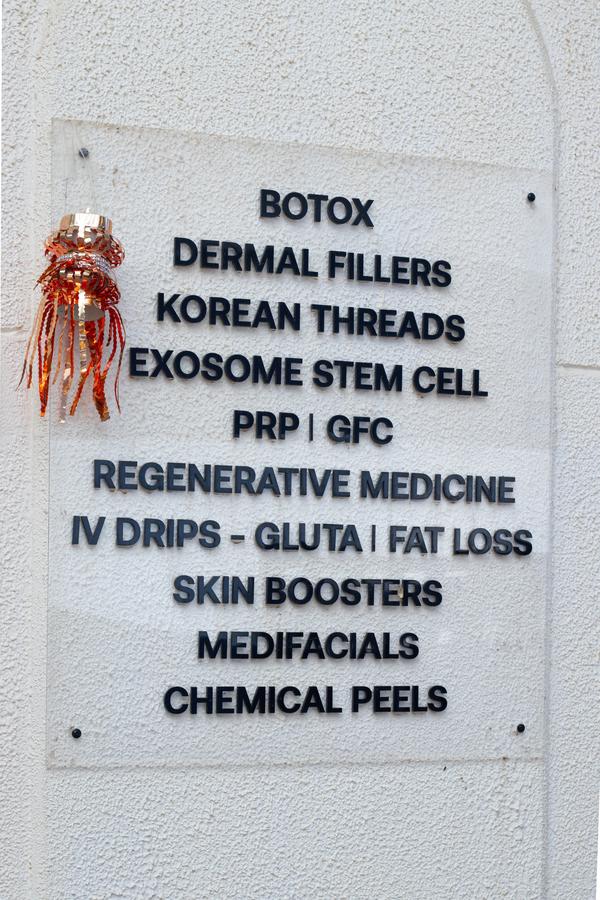 BOTOX
DERMAL FILLERS
KOREAN THREADS
EXOSOME STEM CELL
PRP | GFC
REGENERATIVE MEDICINE
IV DRIPS - GLUTA | FAT LOSS
SKIN BOOSTERS
MEDIFACIALS
CHEMICAL PEELS